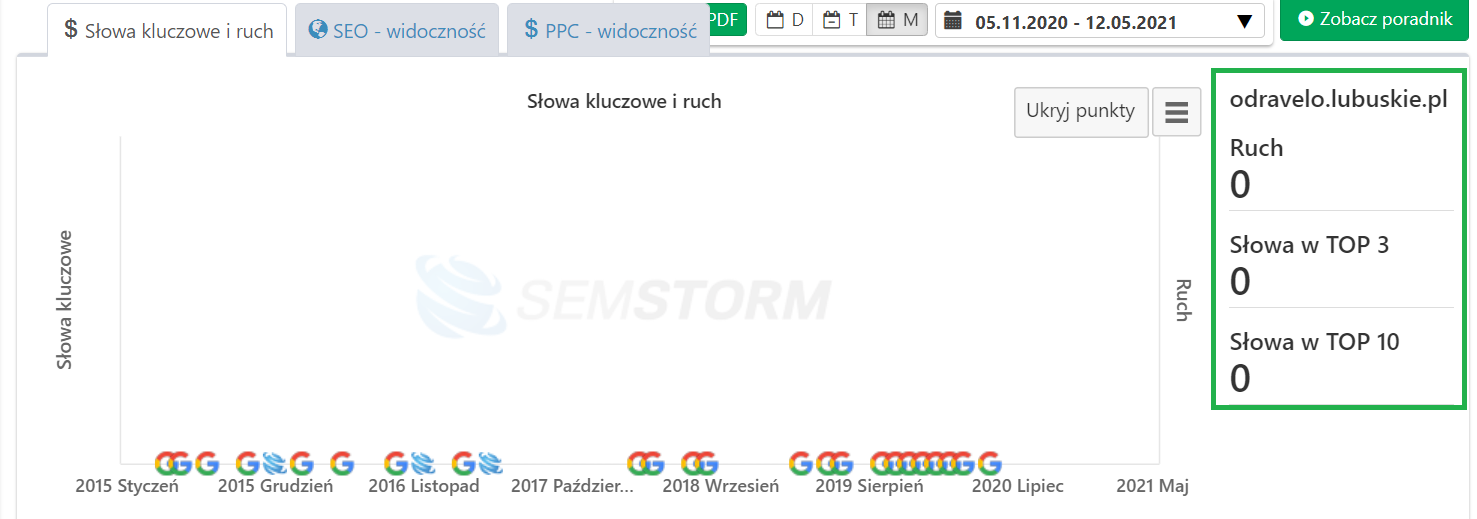 $ Słowa kluczowe i ruch
SEO - widoczność
$ PPC - widoczność
PDF
D
T
M
05.11.2020 - 12.05.2021
Zobacz poradnik
Słowa kluczowe i ruch
Ukryj punkty
odravelo.lubuskie.pl
Ruch
0
Słowa w TOP 3
0
Słowa w TOP 10
0
Słowa kluczowe
SEMSTORM
Ruch
2015 Styczeń
2015 Grudzień
2016 Listopad
2017 Paździer...
2018 Wrzesień
2019 Sierpień
2020 Lipiec
2021 Maj